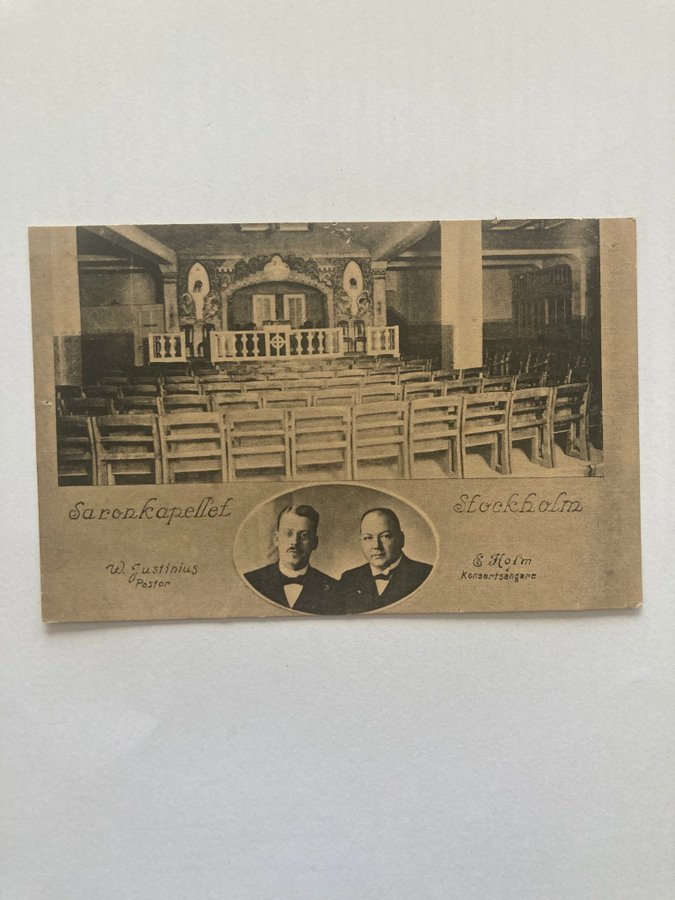 Saronkapellet
Stockholm
W. Justinius
Pastor
E Holm
Konsertsångare